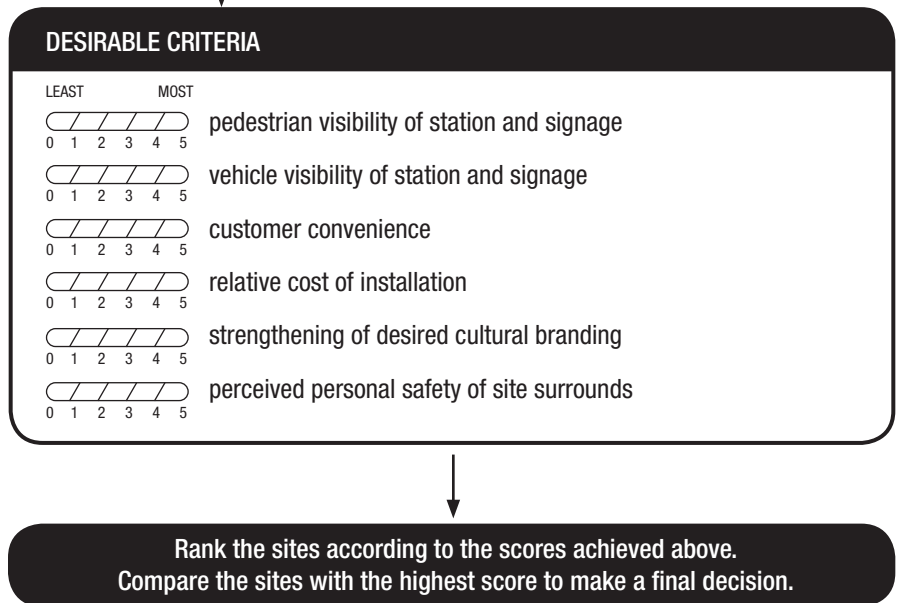 DESIRABLE CRITERIA
LEAST MOST
pedestrian visibility of station and signage
0 1 2 3 4 5
vehicle visibility of station and signage
0 1 2 3 4 5
customer convenience
0 1 2 3 4 5
relative cost of installation
0 1 2 3 4 5
strengthening of desired cultural branding
0 1 2 3 4 5
perceived personal safety of site surrounds
0 1 2 3 4 5
Rank the sites according to the scores achieved above.
Compare the sites with the highest score to make a final decision.